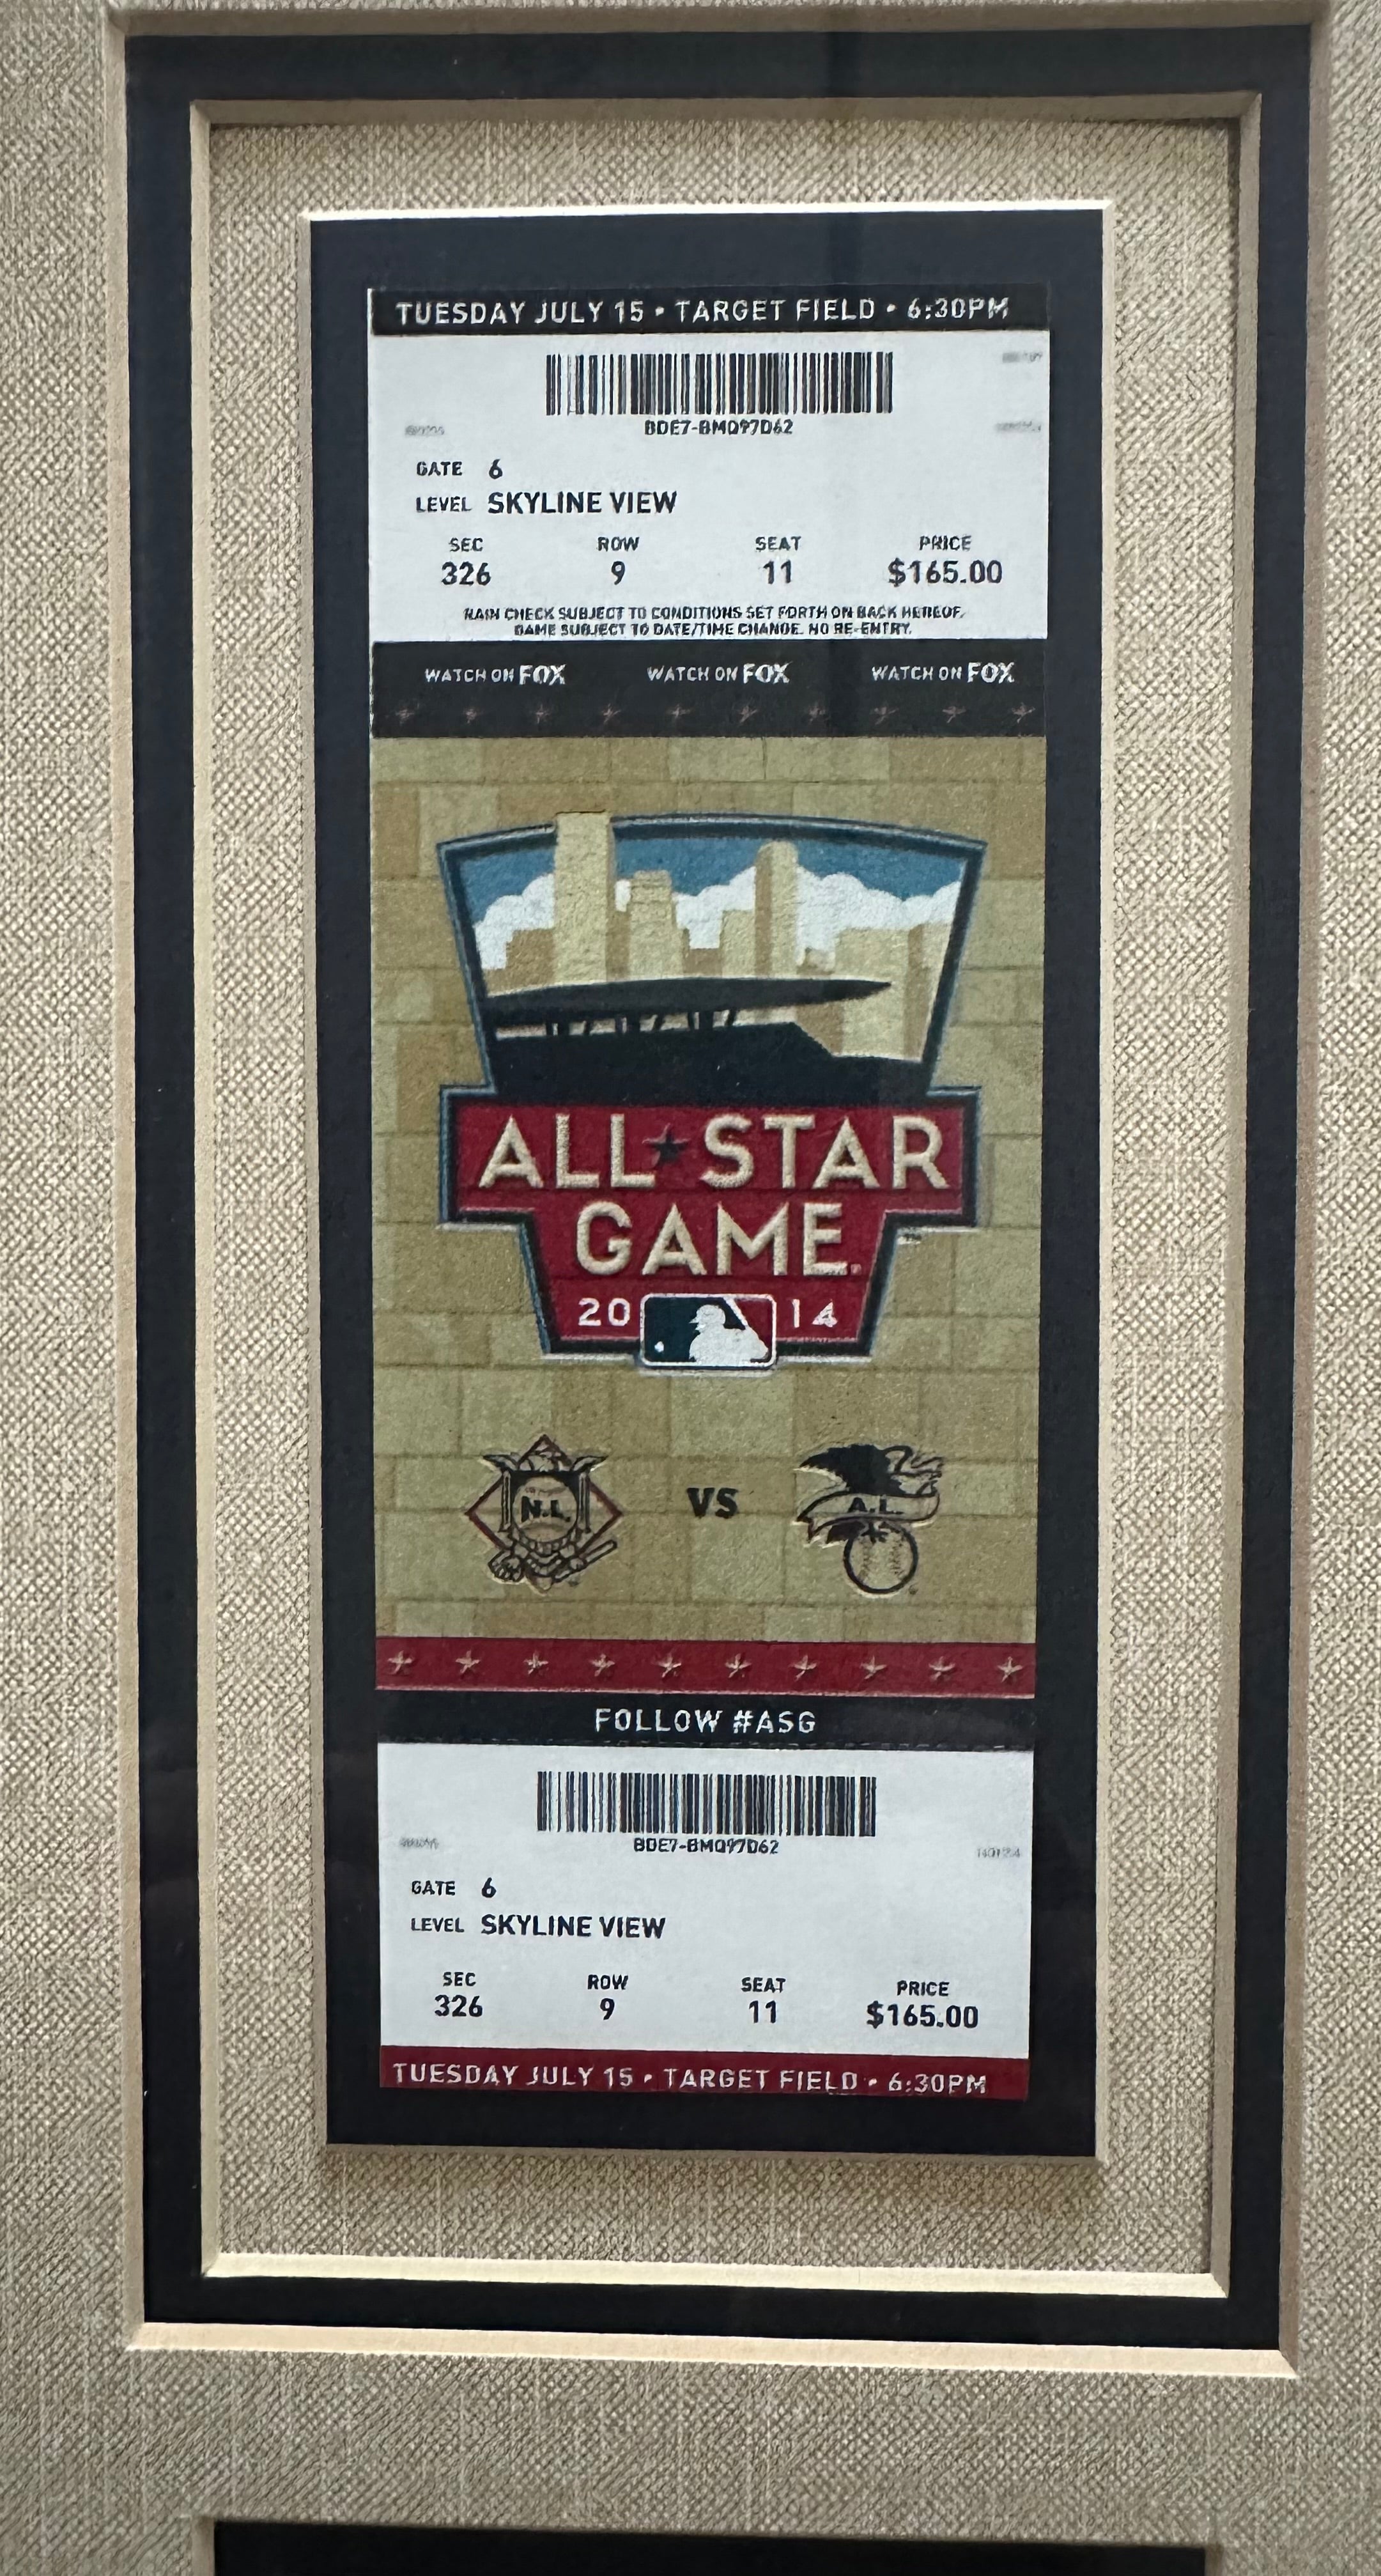 TUESDAY JULY 15 • TARGET FIELD • 6:30PM
BDE7-BMQ97D62
GATE 6
LEVEL SKYLINE VIEW
SEC ROW SEAT PRICE
326 9 11 $165.00
RAIN CHECK SUBJECT TO CONDITIONS SET FORTH ON BACK HEREOF.
GAME SUBJECT TO DATE/TIME CHANGE. NO RE-ENTRY.
WATCH ON FOX WATCH ON FOX WATCH ON FOX
ALL★STAR
GAME
20 14
N.L. VS A.L.
FOLLOW #ASG
BDE7-BMQ97D62
GATE 6
LEVEL SKYLINE VIEW
SEC ROW SEAT PRICE
326 9 11 $165.00
TUESDAY JULY 15 • TARGET FIELD • 6:30PM